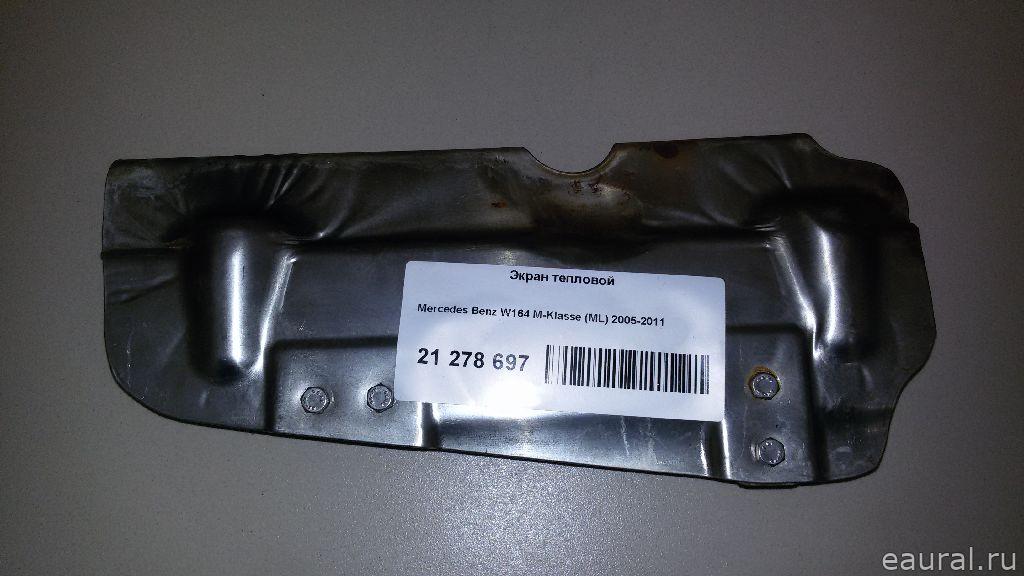 Экран тепловой
Mercedes Benz W164 M-Klasse (ML) 2005-2011
21 278 697
eaural.ru